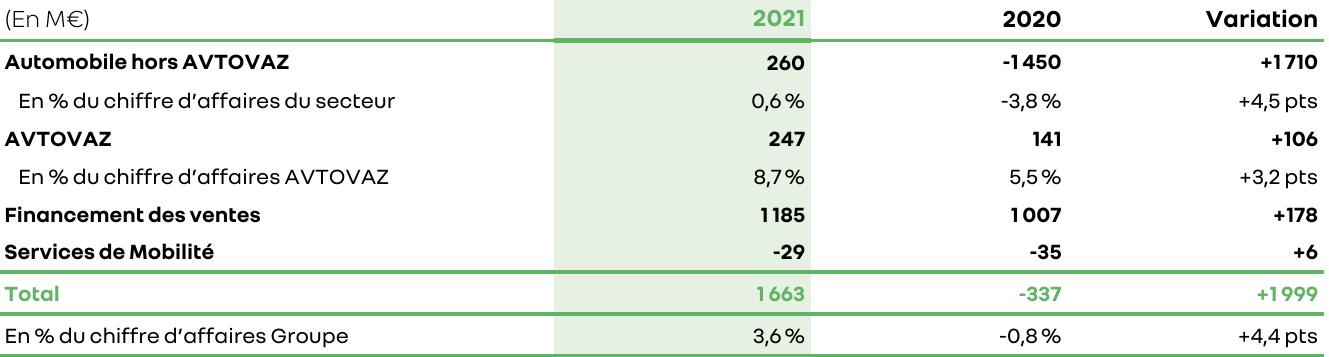 (En M€) 2021 2020 Variation
Automobile hors AVTOVAZ 260 -1 450 +1 710
En % du chiffre d'affaires du secteur 0,6 % -3,8 % +4,5 pts
AVTOVAZ 247 141 +106
En % du chiffre d'affaires AVTOVAZ 8,7 % 5,5 % +3,2 pts
Financement des ventes 1 185 1 007 +178
Services de Mobilité -29 -35 +6
Total 1 663 -337 +1 999
En % du chiffre d'affaires Groupe 3,6 % -0,8 % +4,4 pts